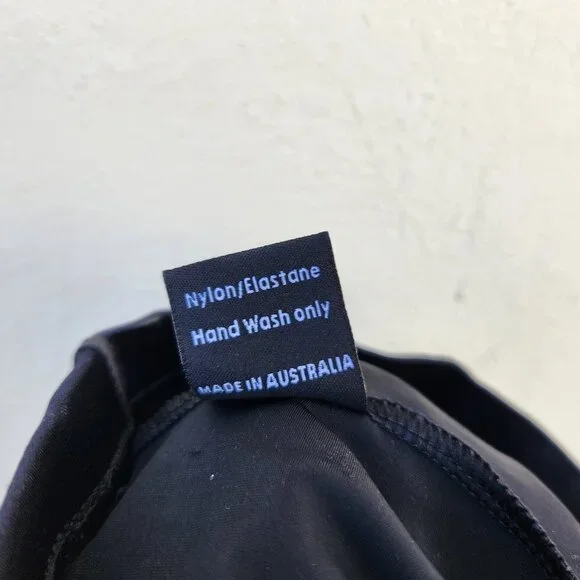 Nylon/Elastane
Hand Wash only
MADE IN AUSTRALIA